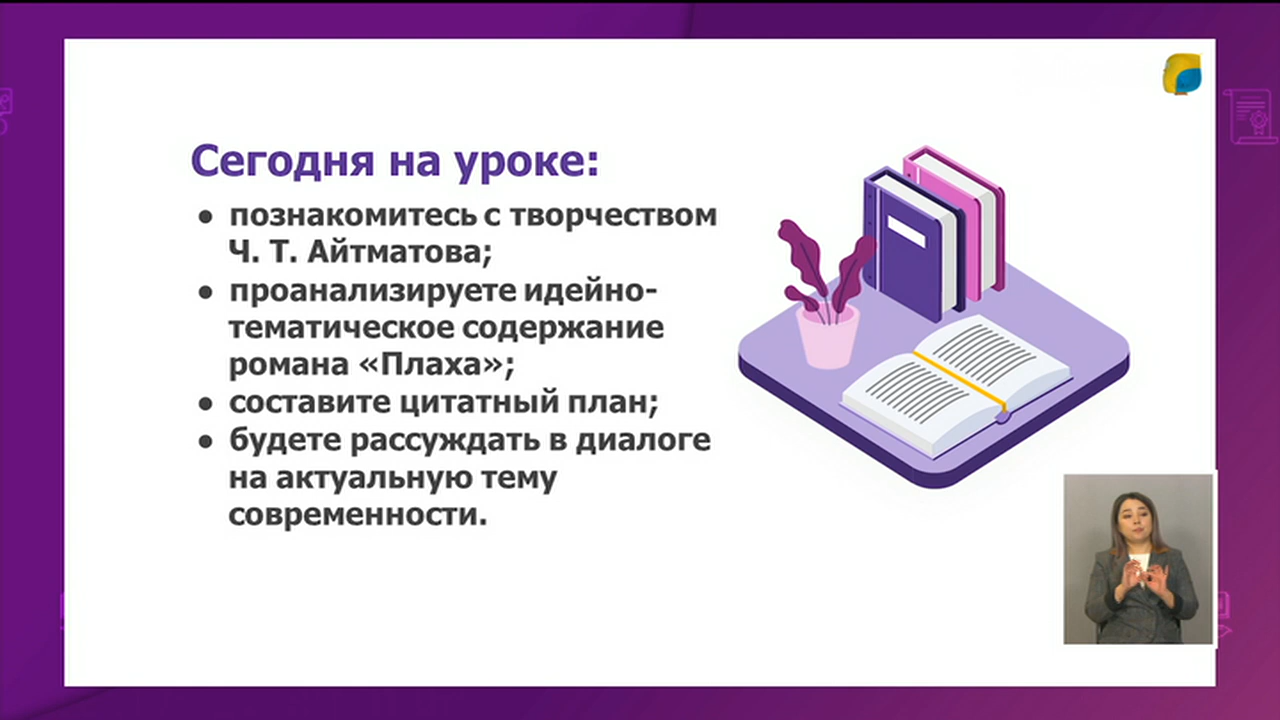 Сегодня на уроке:
● познакомитесь с творчеством
Ч. Т. Айтматова;
● проанализируете идейно-
тематическое содержание
романа «Плаха»;
● составите цитатный план;
● будете рассуждать в диалоге
на актуальную тему
современности.